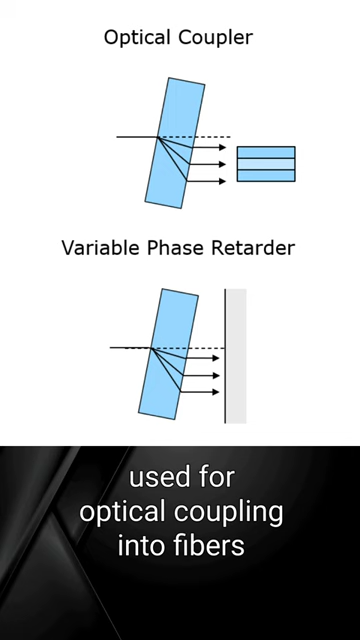 Optical Coupler
Variable Phase Retarder
used for
optical coupling
into fibers